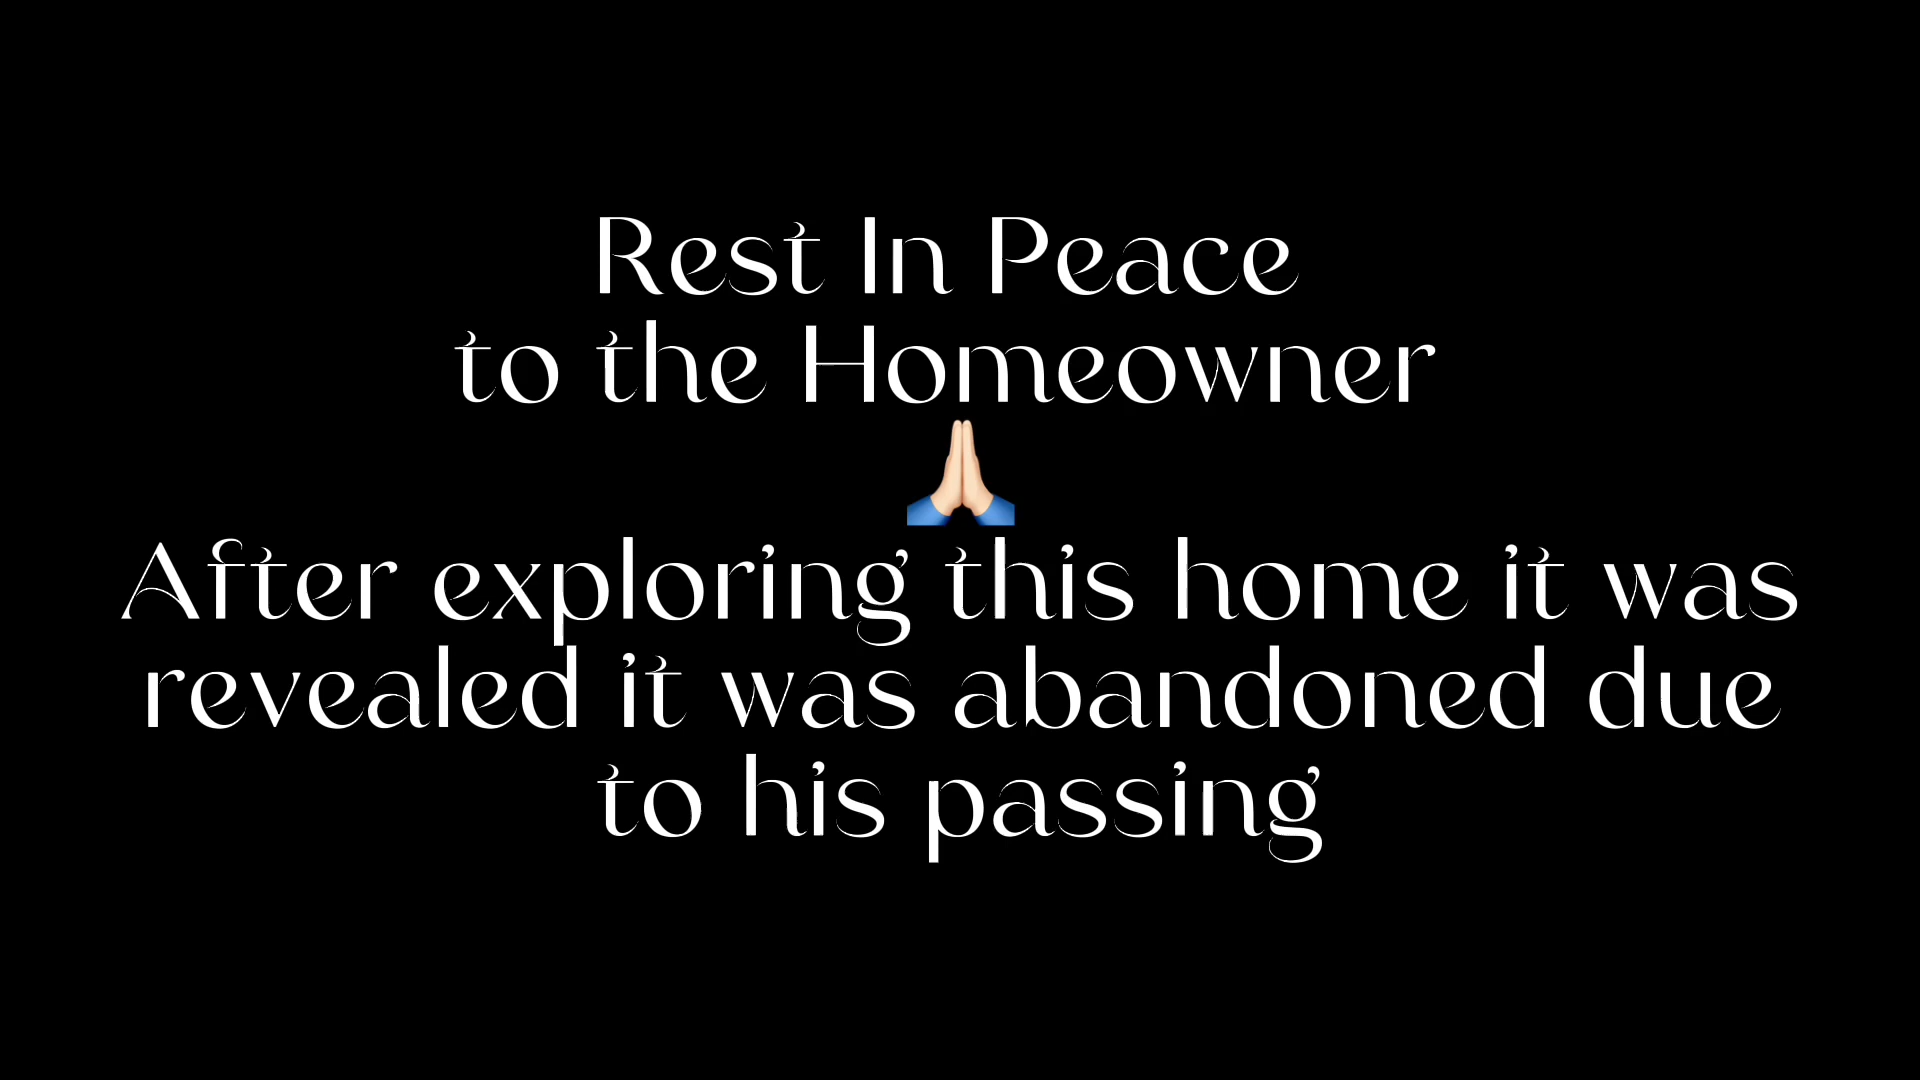 Rest In Peace
to the Homeowner
🙏🏻
After exploring this home it was
revealed it was abandoned due
to his passing